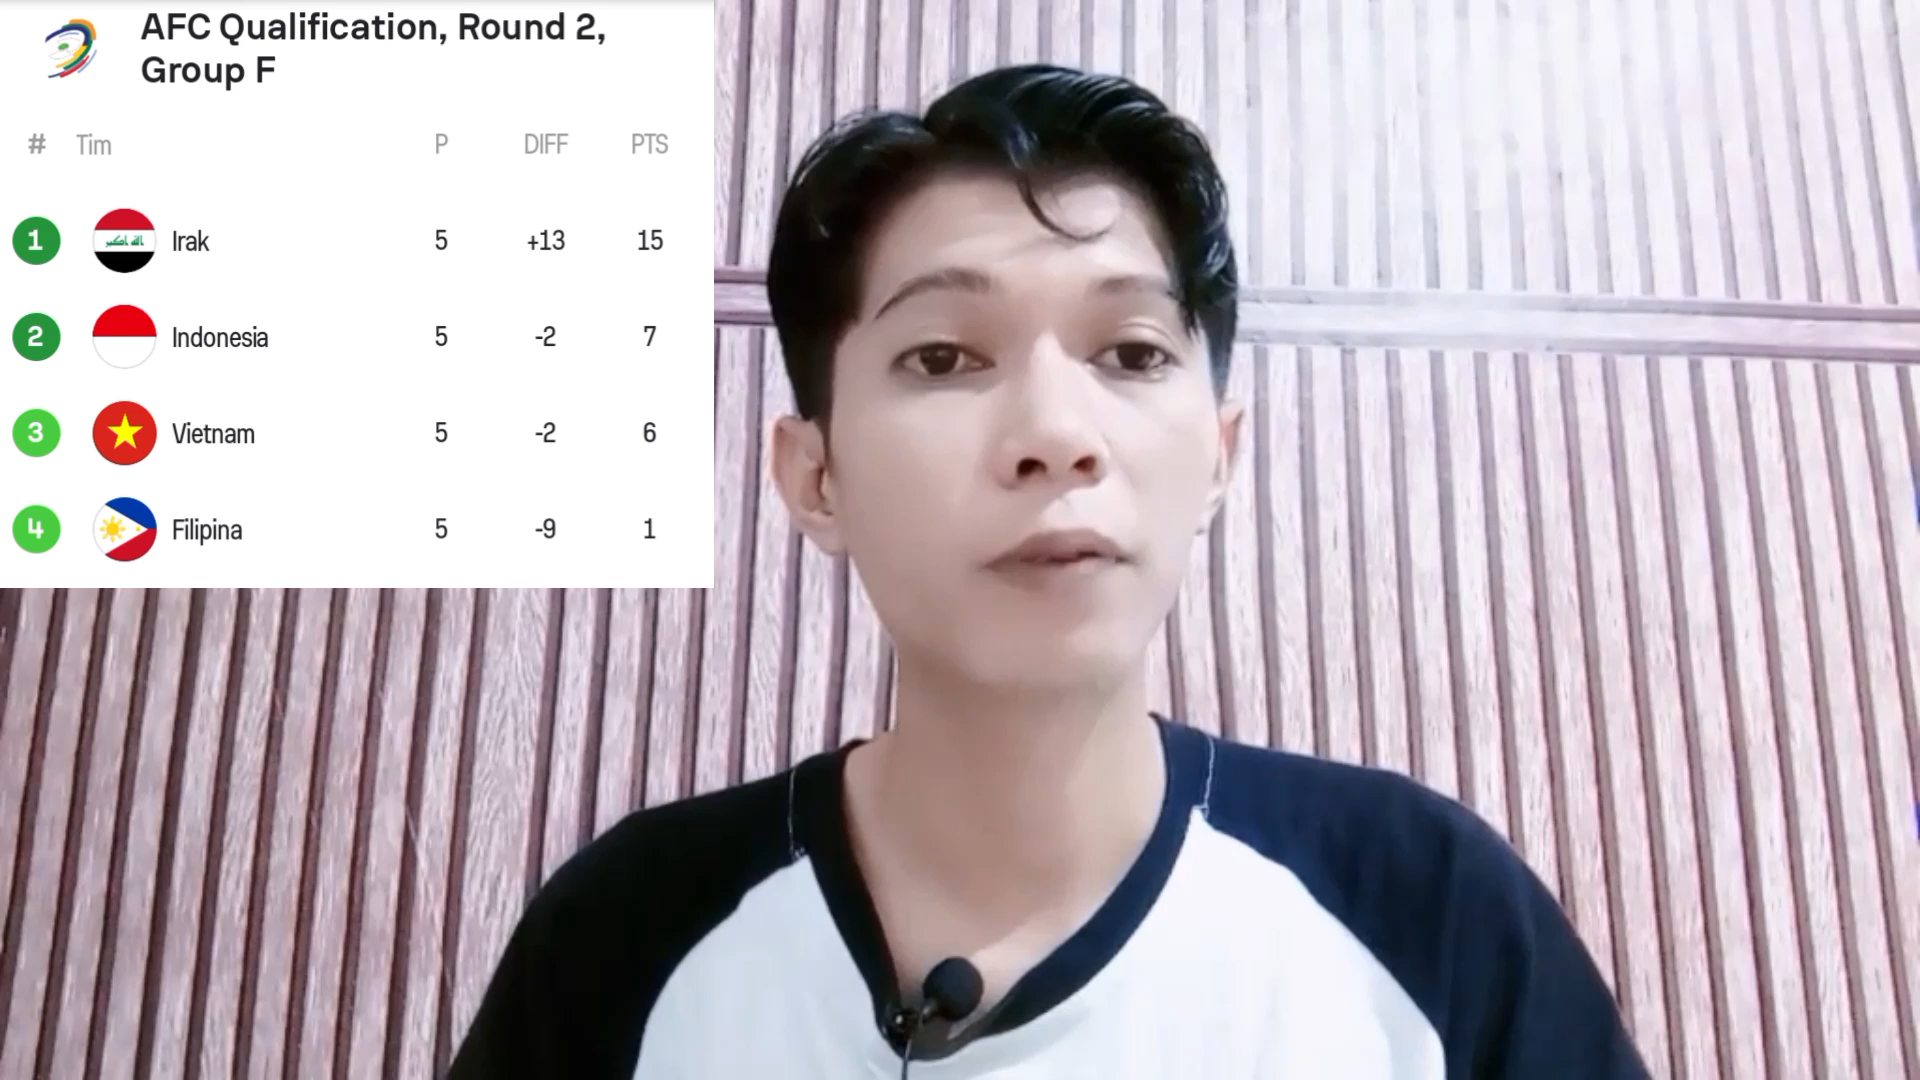 AFC Qualification, Round 2,
Group F
# Tim P DIFF PTS
1 Irak 5 +13 15
2 Indonesia 5 -2 7
3 Vietnam 5 -2 6
4 Filipina 5 -9 1